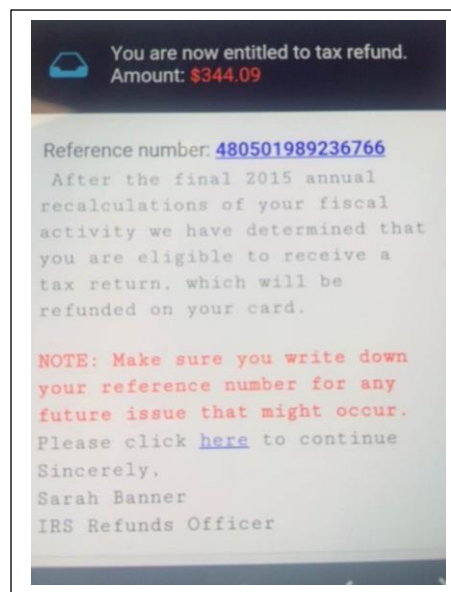 You are now entitled to tax refund.
Amount: $344.09
Reference number: 480501989236766
After the final 2015 annual
recalculations of your fiscal
activity we have determined that
you are eligible to receive a
tax return, which will be
refunded on your card.
NOTE: Make sure you write down
your reference number for any
future issue that might occur.
Please click here to continue
Sincerely,
Sarah Banner
IRS Refunds Officer